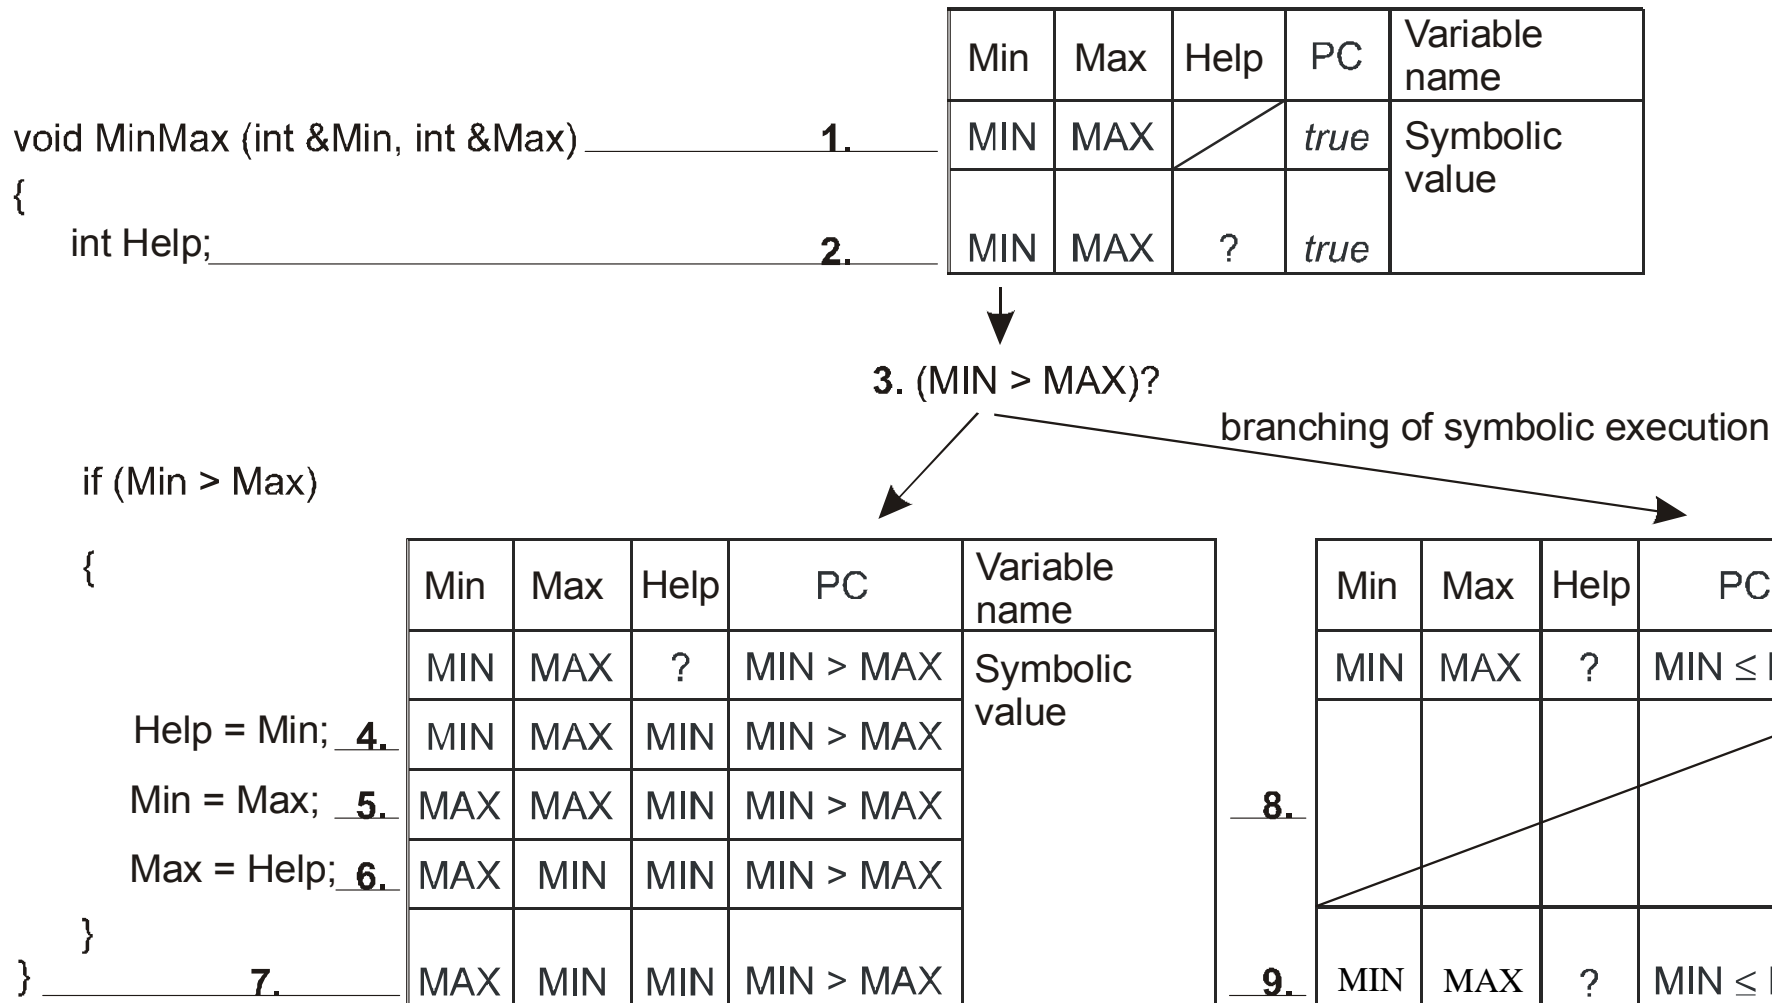 Min Max Help PC Variable name
void MinMax (int &Min, int &Max) 1. MIN MAX true Symbolic value
{
int Help; 2. MIN MAX ? true
3. (MIN > MAX)?
branching of symbolic execution
if (Min > Max)
{
Min Max Help PC Variable name
Min Max Help PC
MIN MAX ? MIN > MAX Symbolic value
MIN MAX ? MIN ≤
Help = Min; 4. MIN MAX MIN MIN > MAX
Min = Max; 5. MAX MAX MIN MIN > MAX 8.
Max = Help; 6. MAX MIN MIN MIN > MAX
}
} 7. MAX MIN MIN MIN > MAX 9. MIN MAX ? MIN ≤